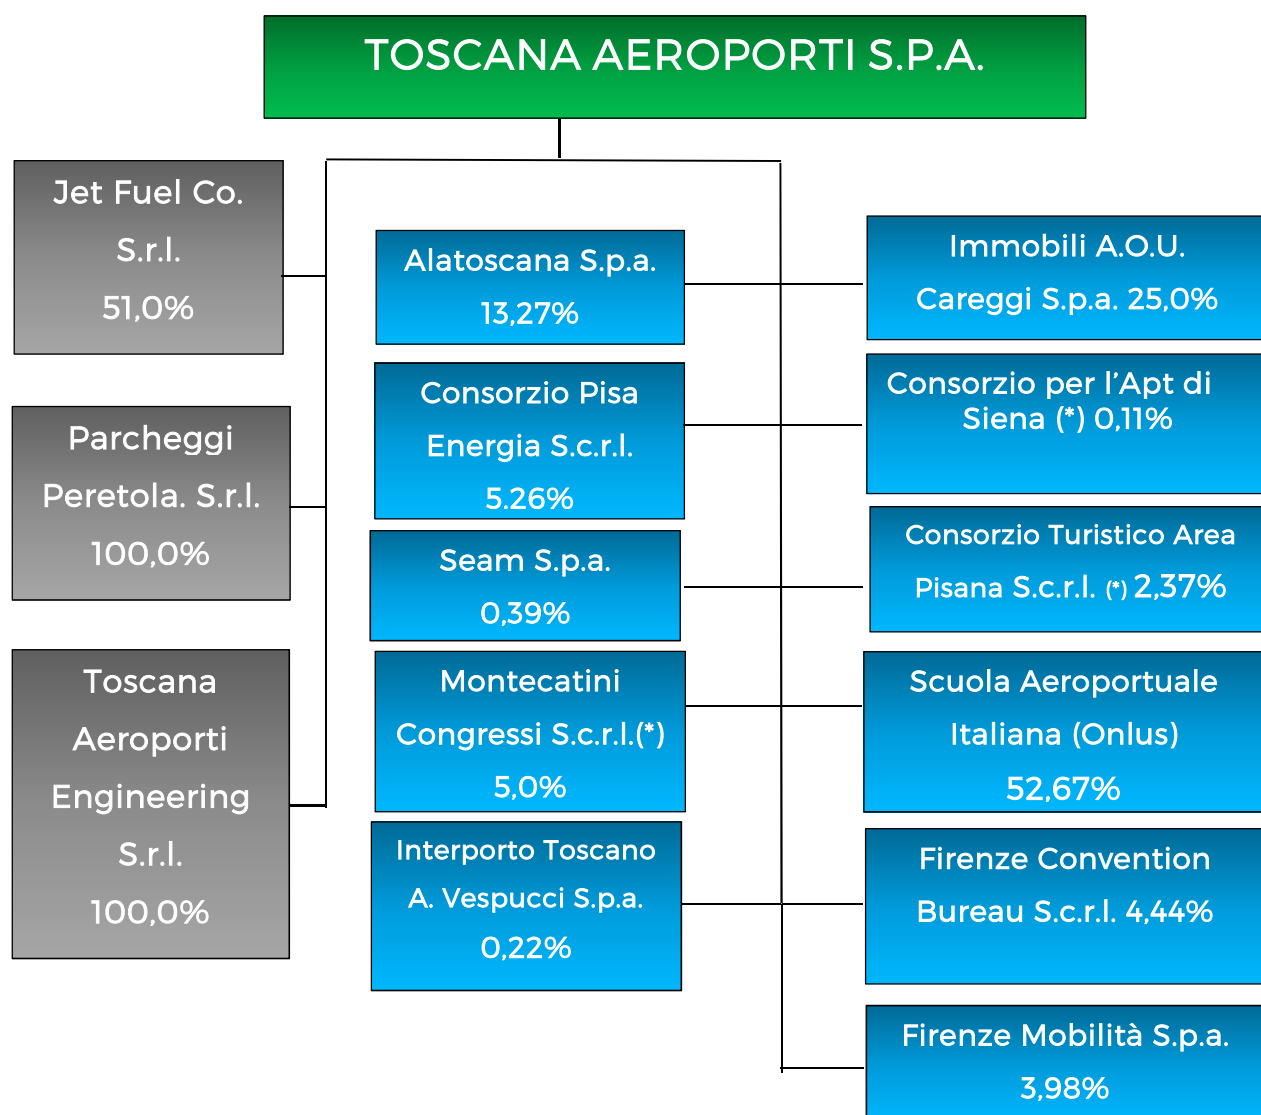 TOSCANA AEROPORTI S.P.A.
Jet Fuel Co.
S.r.l.
51,0%
Parcheggi
Peretola. S.r.l.
100,0%
Toscana
Aeroporti
Engineering
S.r.l.
100,0%
Alatoscana S.p.a.
13,27%
Consorzio Pisa
Energia S.c.r.l.
5.26%
Seam S.p.a.
0,39%
Montecatini
Congressi S.c.r.l.(*)
5,0%
Interporto Toscano
A. Vespucci S.p.a.
0,22%
Immobili A.O.U.
Careggi S.p.a. 25,0%
Consorzio per l'Apt di
Siena (*) 0,11%
Consorzio Turistico Area
Pisana S.c.r.l. (*) 2,37%
Scuola Aeroportuale
Italiana (Onlus)
52,67%
Firenze Convention
Bureau S.c.r.l. 4,44%
Firenze Mobilità S.p.a.
3,98%